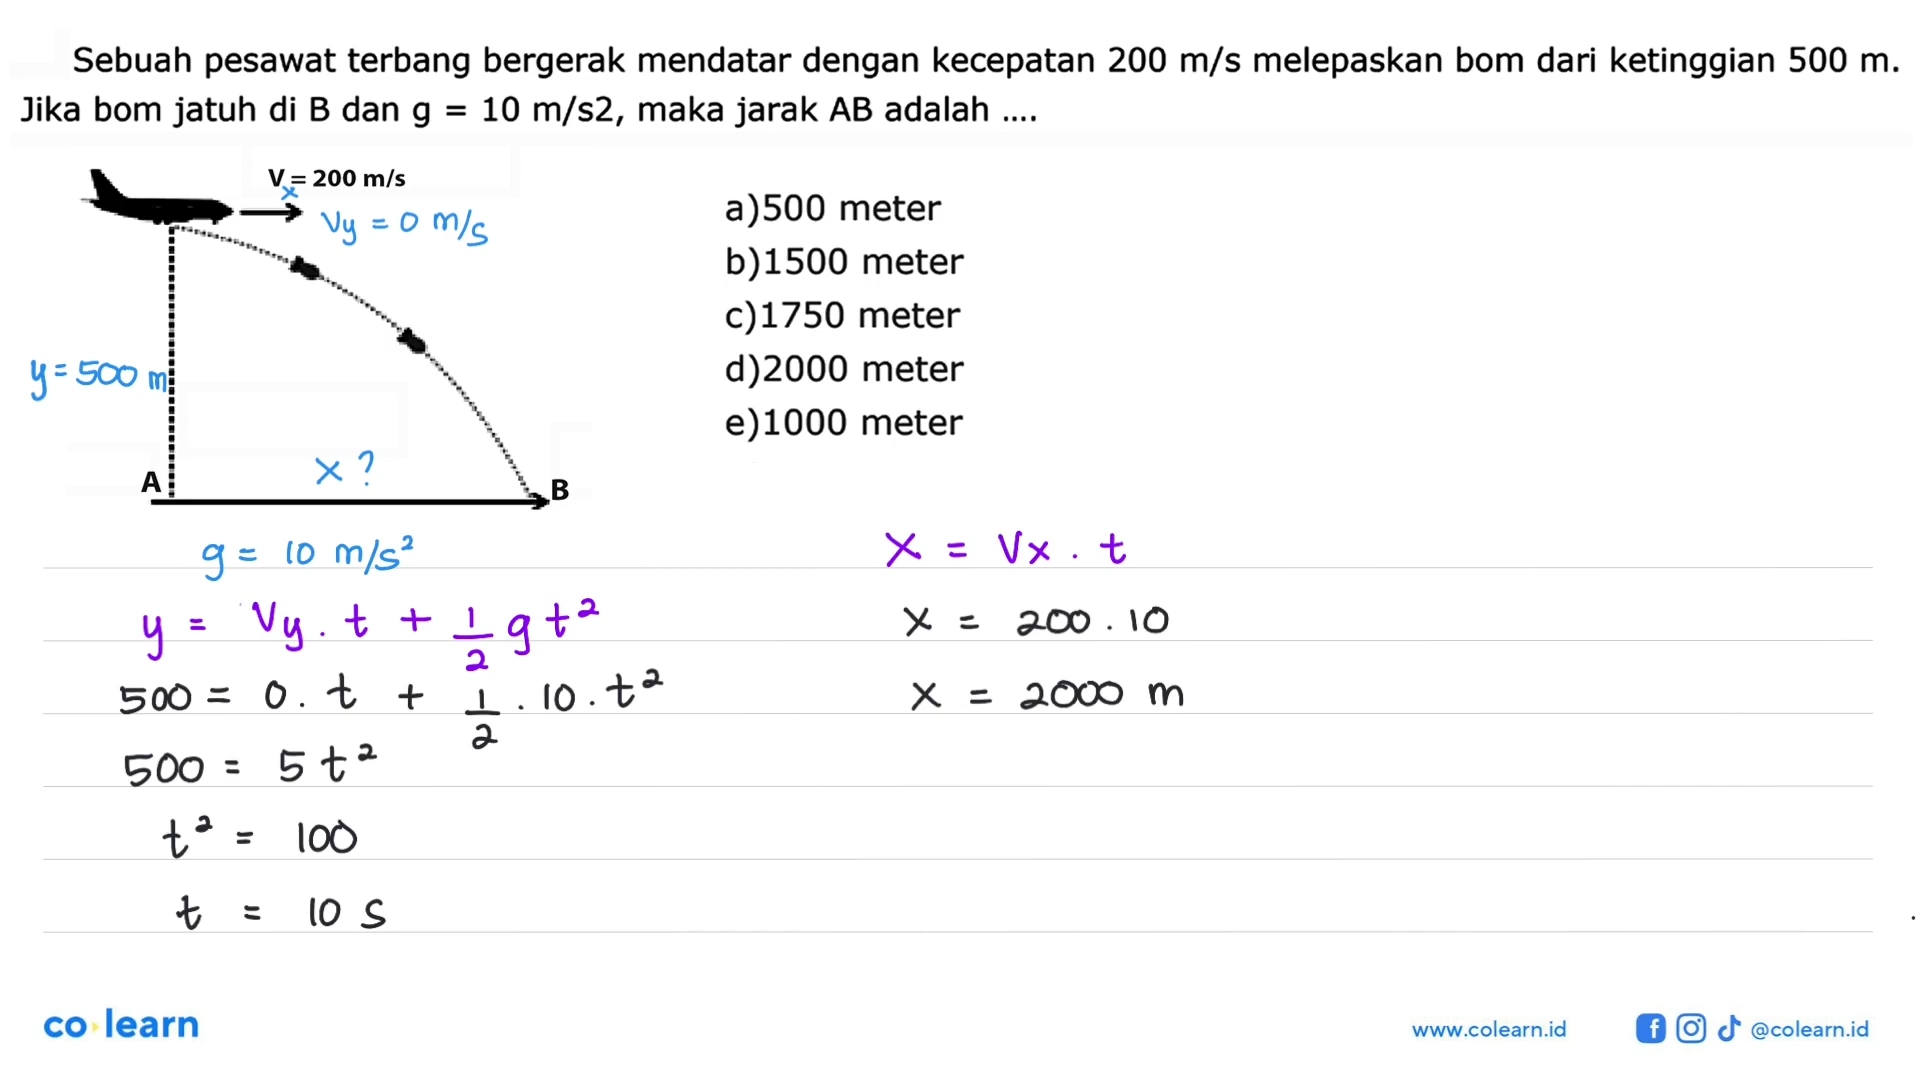 Sebuah pesawat terbang bergerak mendatar dengan kecepatan 200 m/s melepaskan bom dari ketinggian 500 m.
Jika bom jatuh di B dan g = 10 m/s2, maka jarak AB adalah ....
V = 200 m/s
x
Vy = 0 m/s
y = 500 m
x ?
A
B
g = 10 m/s²
a)500 meter
b)1500 meter
c)1750 meter
d)2000 meter
e)1000 meter
y = Vy . t + 1/2 g t²
500 = 0 . t + 1/2 . 10 . t²
500 = 5 t²
t² = 100
t = 10 s
x = Vx . t
x = 200 . 10
x = 2000 m
co learn
www.colearn.id
@colearn.id